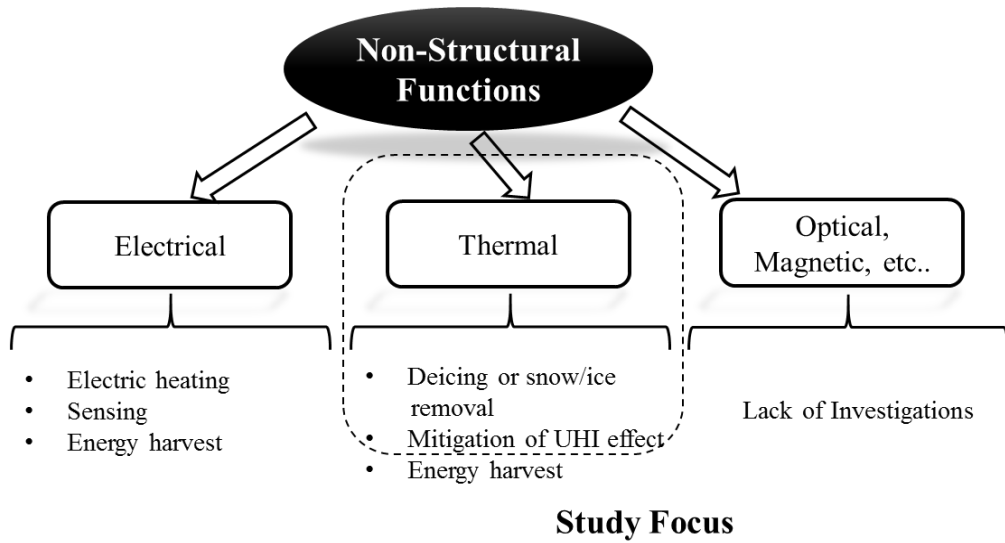 Non-Structural
Functions
Electrical
Thermal
Optical,
Magnetic, etc..
• Electric heating
• Sensing
• Energy harvest
• Deicing or snow/ice
removal
• Mitigation of UHI effect
• Energy harvest
Lack of Investigations
Study Focus